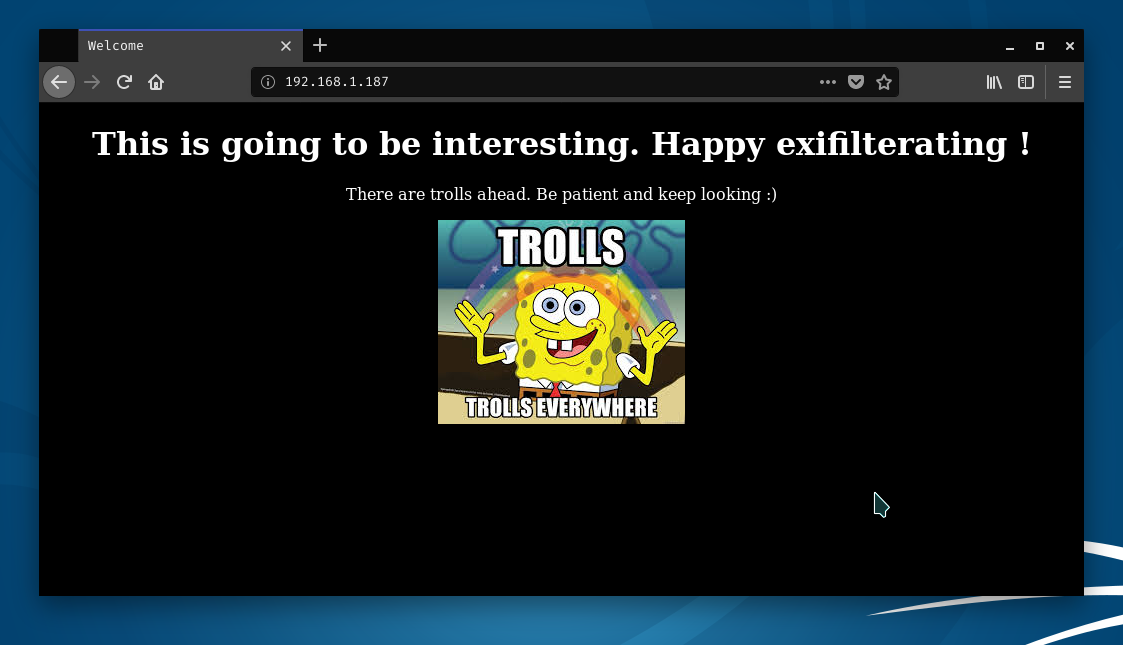 Welcome
192.168.1.187
This is going to be interesting. Happy exifilterating !
There are trolls ahead. Be patient and keep looking :)
TROLLS
TROLLS EVERYWHERE